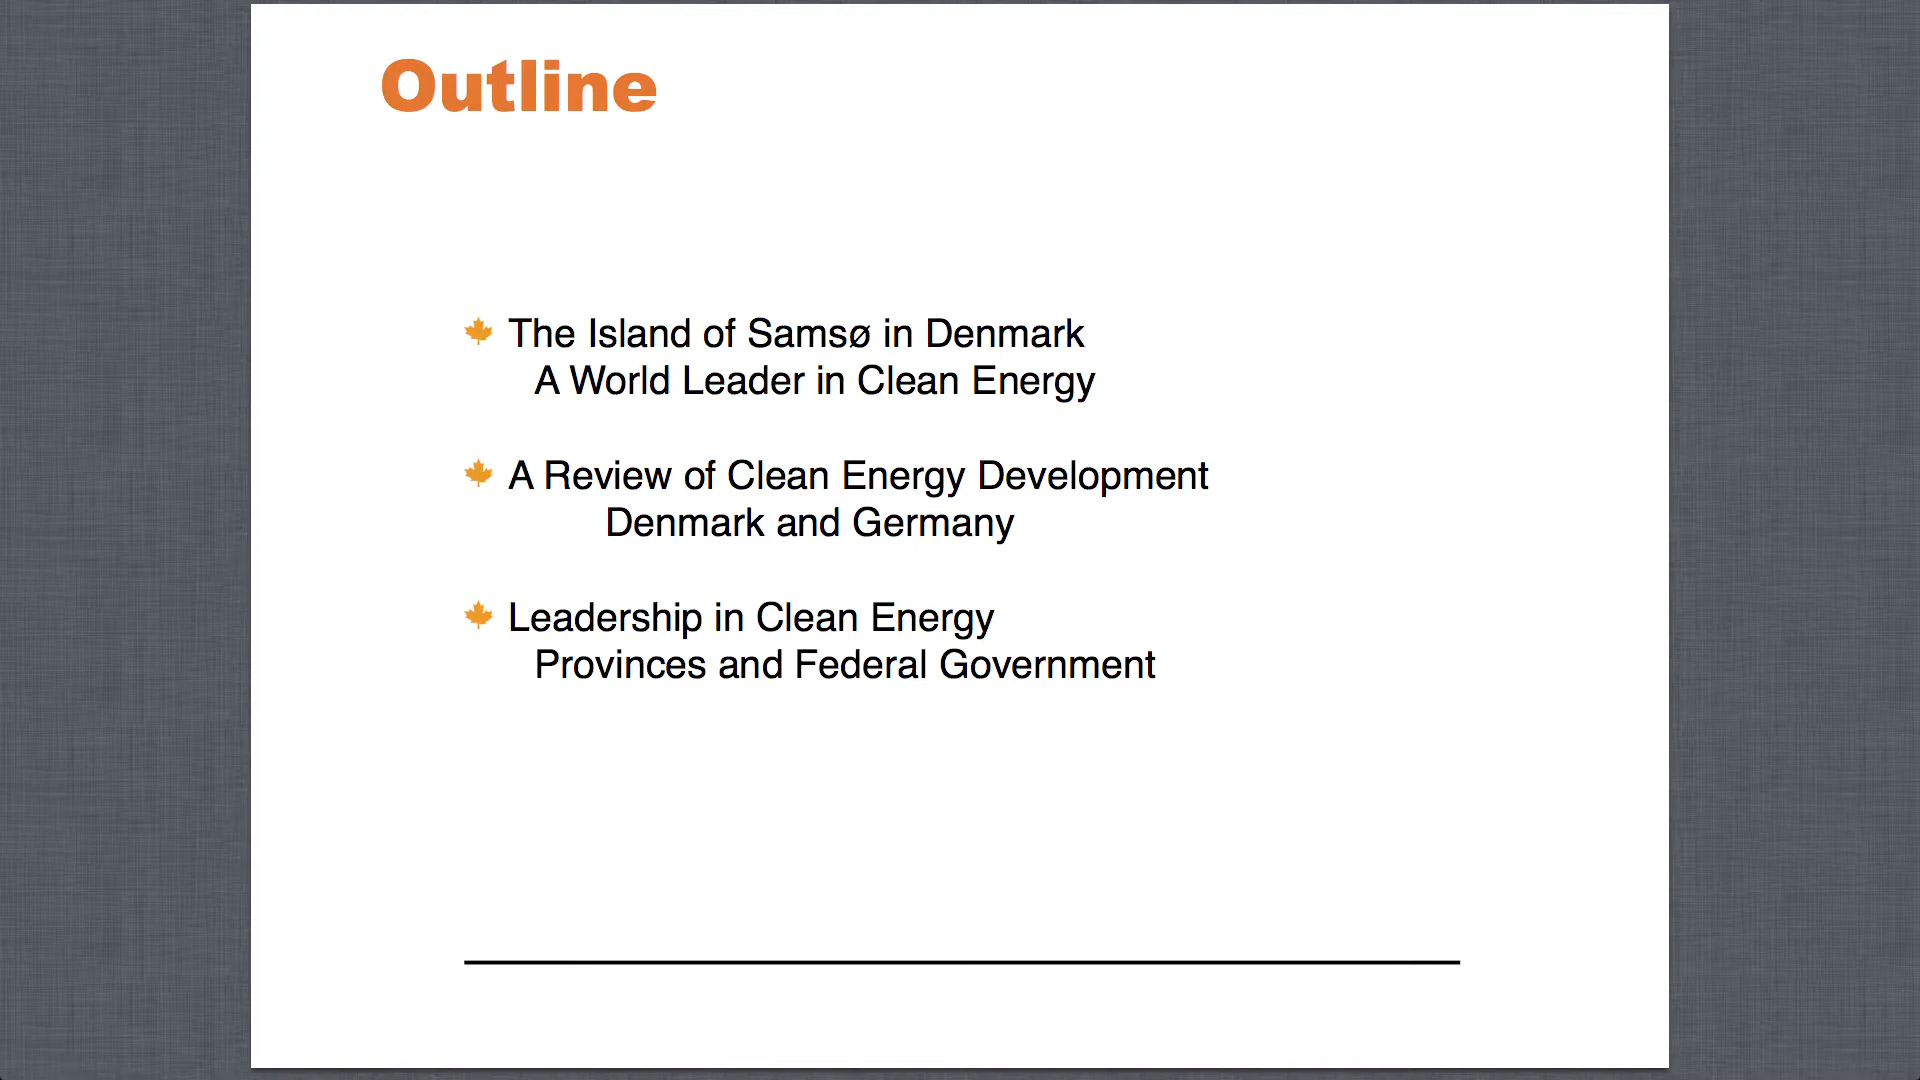 Outline
The Island of Samsø in Denmark
A World Leader in Clean Energy
A Review of Clean Energy Development
Denmark and Germany
Leadership in Clean Energy
Provinces and Federal Government